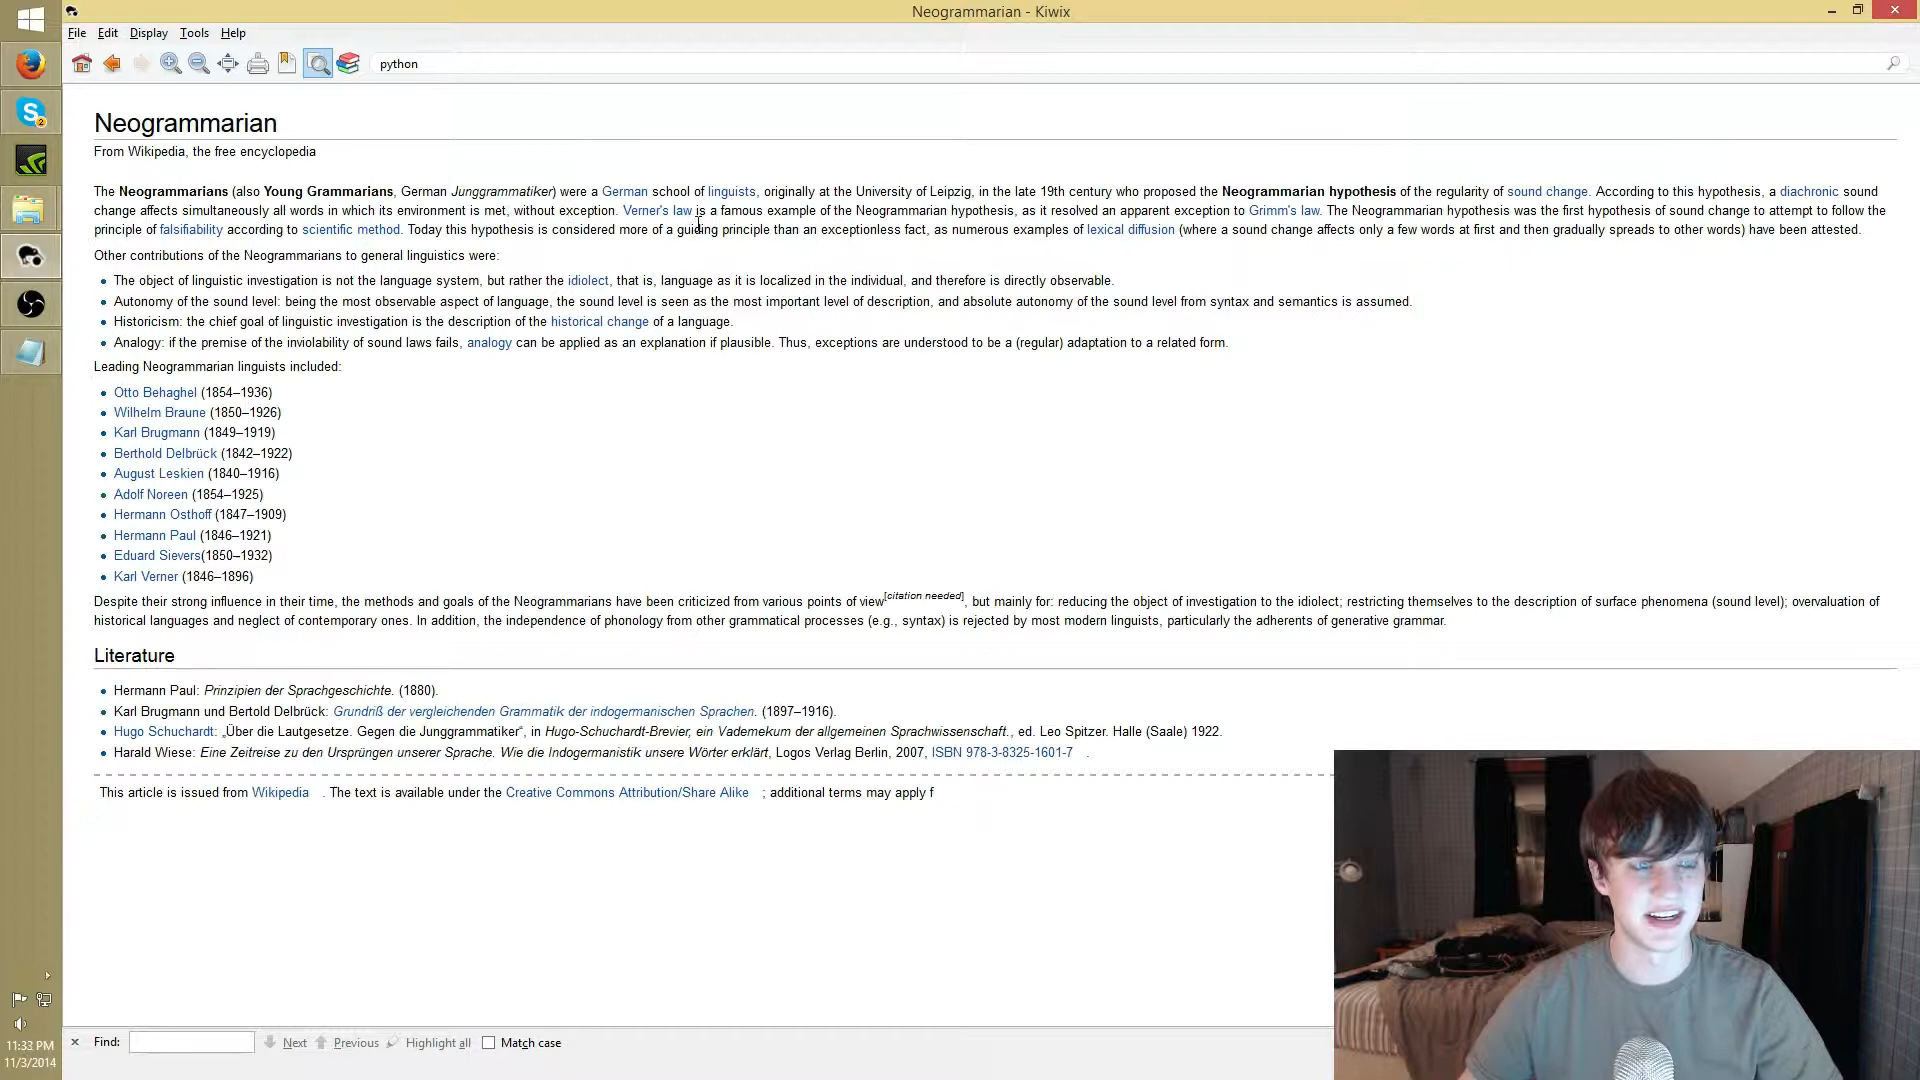 Neogrammarian - Kiwix
File Edit Display Tools Help
python
Neogrammarian
From Wikipedia, the free encyclopedia
The Neogrammarians (also Young Grammarians, German Junggrammatiker) were a German school of linguists, originally at the University of Leipzig, in the late 19th century who proposed the Neogrammarian hypothesis of the regularity of sound change. According to this hypothesis, a diachronic sound
change affects simultaneously all words in which its environment is met, without exception. Verner's law is a famous example of the Neogrammarian hypothesis, as it resolved an apparent exception to Grimm's law. The Neogrammarian hypothesis was the first hypothesis of sound change to attempt to follow the
principle of falsifiability according to scientific method. Today this hypothesis is considered more of a guiding principle than an exceptionless fact, as numerous examples of lexical diffusion (where a sound change affects only a few words at first and then gradually spreads to other words) have been attested.
Other contributions of the Neogrammarians to general linguistics were:
The object of linguistic investigation is not the language system, but rather the idiolect, that is, language as it is localized in the individual, and therefore is directly observable.
Autonomy of the sound level: being the most observable aspect of language, the sound level is seen as the most important level of description, and absolute autonomy of the sound level from syntax and semantics is assumed.
Historicism: the chief goal of linguistic investigation is the description of the historical change of a language.
Analogy: if the premise of the inviolability of sound laws fails, analogy can be applied as an explanation if plausible. Thus, exceptions are understood to be a (regular) adaptation to a related form.
Leading Neogrammarian linguists included:
Otto Behaghel (1854–1936)
Wilhelm Braune (1850–1926)
Karl Brugmann (1849–1919)
Berthold Delbrück (1842–1922)
August Leskien (1840–1916)
Adolf Noreen (1854–1925)
Hermann Osthoff (1847–1909)
Hermann Paul (1846–1921)
Eduard Sievers(1850–1932)
Karl Verner (1846–1896)
Despite their strong influence in their time, the methods and goals of the Neogrammarians have been criticized from various points of view[citation needed], but mainly for: reducing the object of investigation to the idiolect; restricting themselves to the description of surface phenomena (sound level); overvaluation of
historical languages and neglect of contemporary ones. In addition, the independence of phonology from other grammatical processes (e.g., syntax) is rejected by most modern linguists, particularly the adherents of generative grammar.
Literature
Hermann Paul: Prinzipien der Sprachgeschichte. (1880).
Karl Brugmann und Bertold Delbrück: Grundriß der vergleichenden Grammatik der indogermanischen Sprachen. (1897–1916).
Hugo Schuchardt: „Über die Lautgesetze. Gegen die Junggrammatiker“, in Hugo-Schuchardt-Brevier, ein Vademekum der allgemeinen Sprachwissenschaft., ed. Leo Spitzer. Halle (Saale) 1922.
Harald Wiese: Eine Zeitreise zu den Ursprüngen unserer Sprache. Wie die Indogermanistik unsere Wörter erklärt, Logos Verlag Berlin, 2007, ISBN 978-3-8325-1601-7 .
This article is issued from Wikipedia . The text is available under the Creative Commons Attribution/Share Alike ; additional terms may apply f
Find: Next Previous Highlight all Match case
11:33 PM
11/3/2014